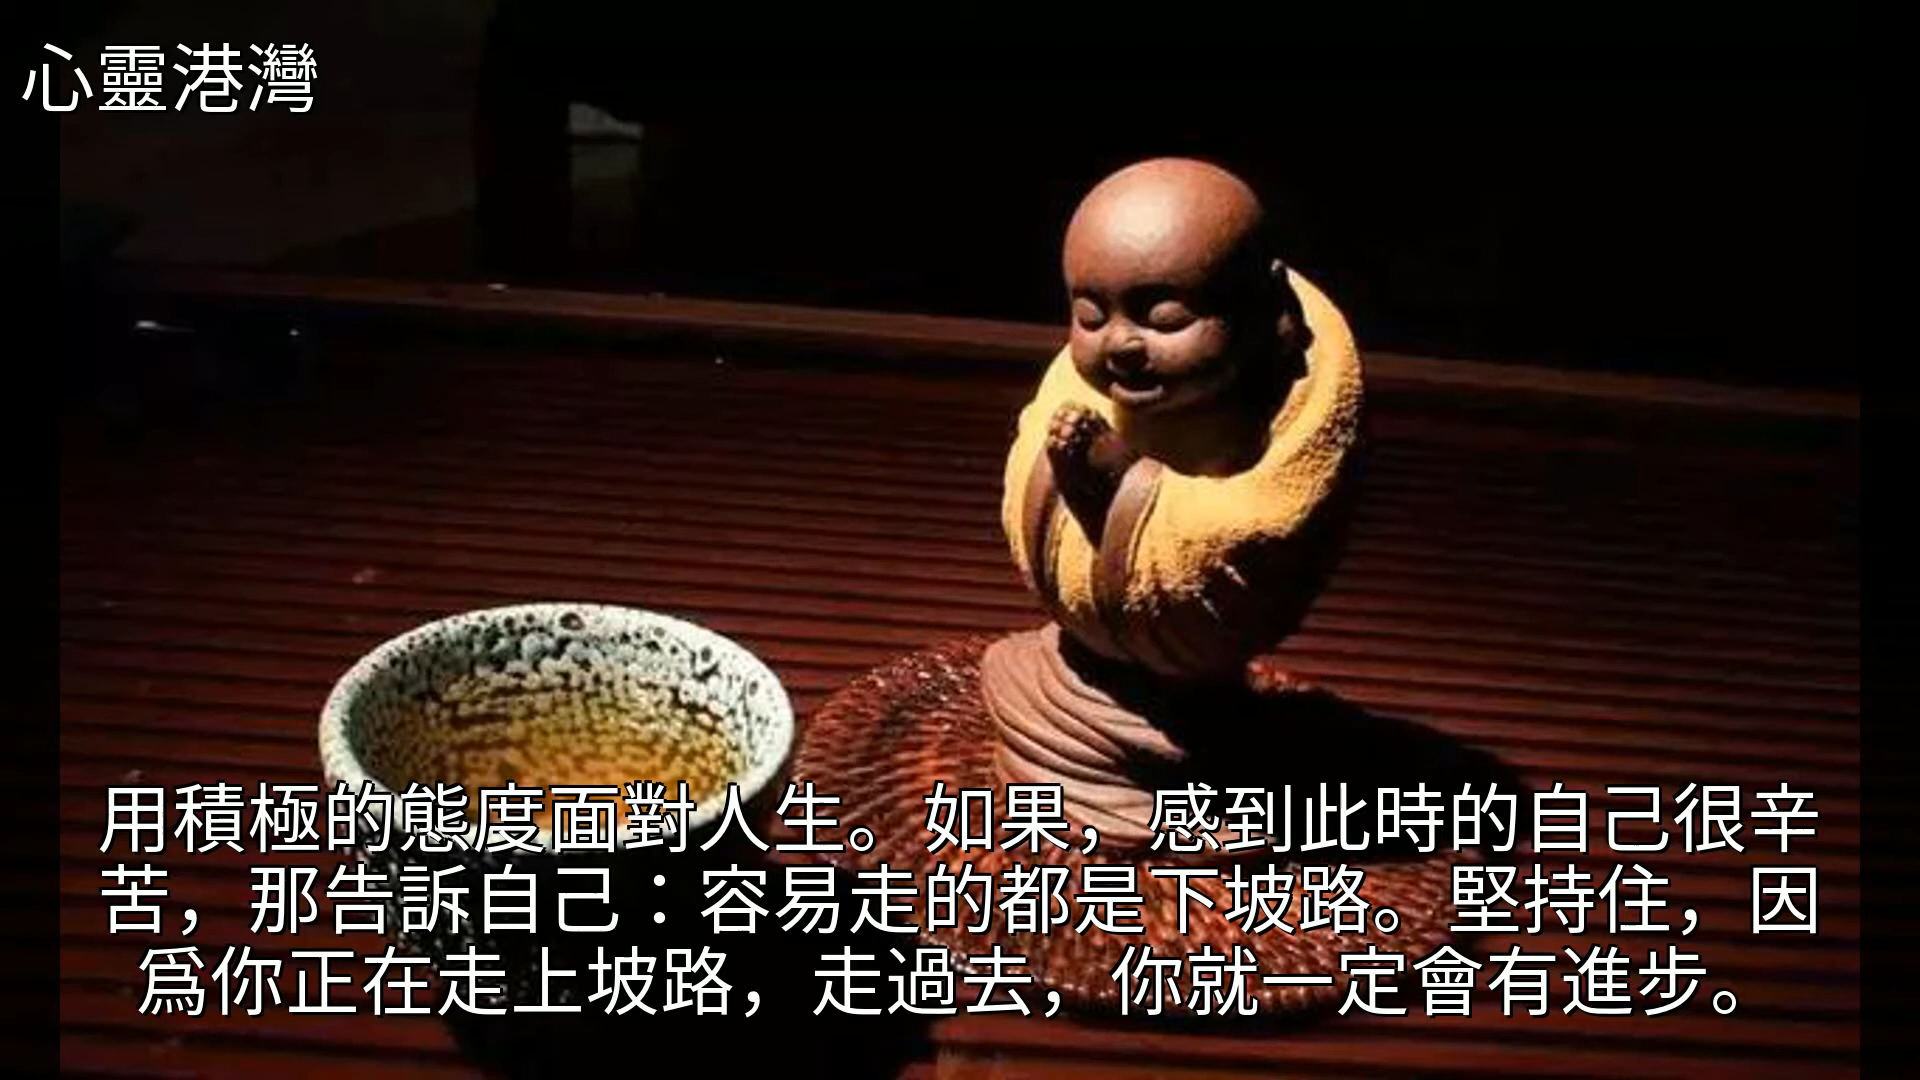 心靈港灣
用積極的態度面對人生。如果，感到此時的自己很辛
苦，那告訴自己：容易走的都是下坡路。堅持住，因
爲你正在走上坡路，走過去，你就一定會有進步。